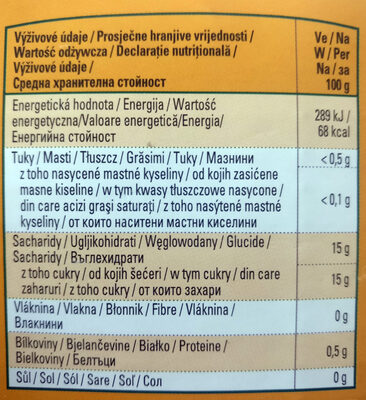 Výživové údaje / Prosječne hranjive vrijednosti /
Wartość odżywcza / Declarație nutrițională /
Výživové údaje /
Средна хранителна стойност
Ve / Na
W / Per
Na / за
100 g
Energetická hodnota / Energija / Wartość
energetyczna/Valoare energetică/Energia/
Енергийна стойност
289 kJ /
68 kcal
Tuky / Masti / Tłuszcz / Grăsimi / Tuky / Мазнини
<0,5 g
z toho nasycené mastné kyseliny / od kojih zasićene
masne kiseline / w tym kwasy tłuszczowe nasycone /
din care acizi grași saturați / z toho nasýtené mastné
kyseliny / от които наситени мастни киселини
<0,1 g
Sacharidy / Ugljikohidrati / Węglowodany / Glucide /
Sacharidy / Въглехидрати
15 g
z toho cukry / od kojih šećeri / w tym cukry / din care
zaharuri / z toho cukry / от които захари
15 g
Vláknina / Vlakna / Błonnik / Fibre / Vláknina /
Влакнини
0 g
Bílkoviny / Bjelančevine / Białko / Proteine /
Bielkoviny / Белтъци
0,5 g
Sůl / Sol / Sól / Sare / Soľ / Сол
0 g